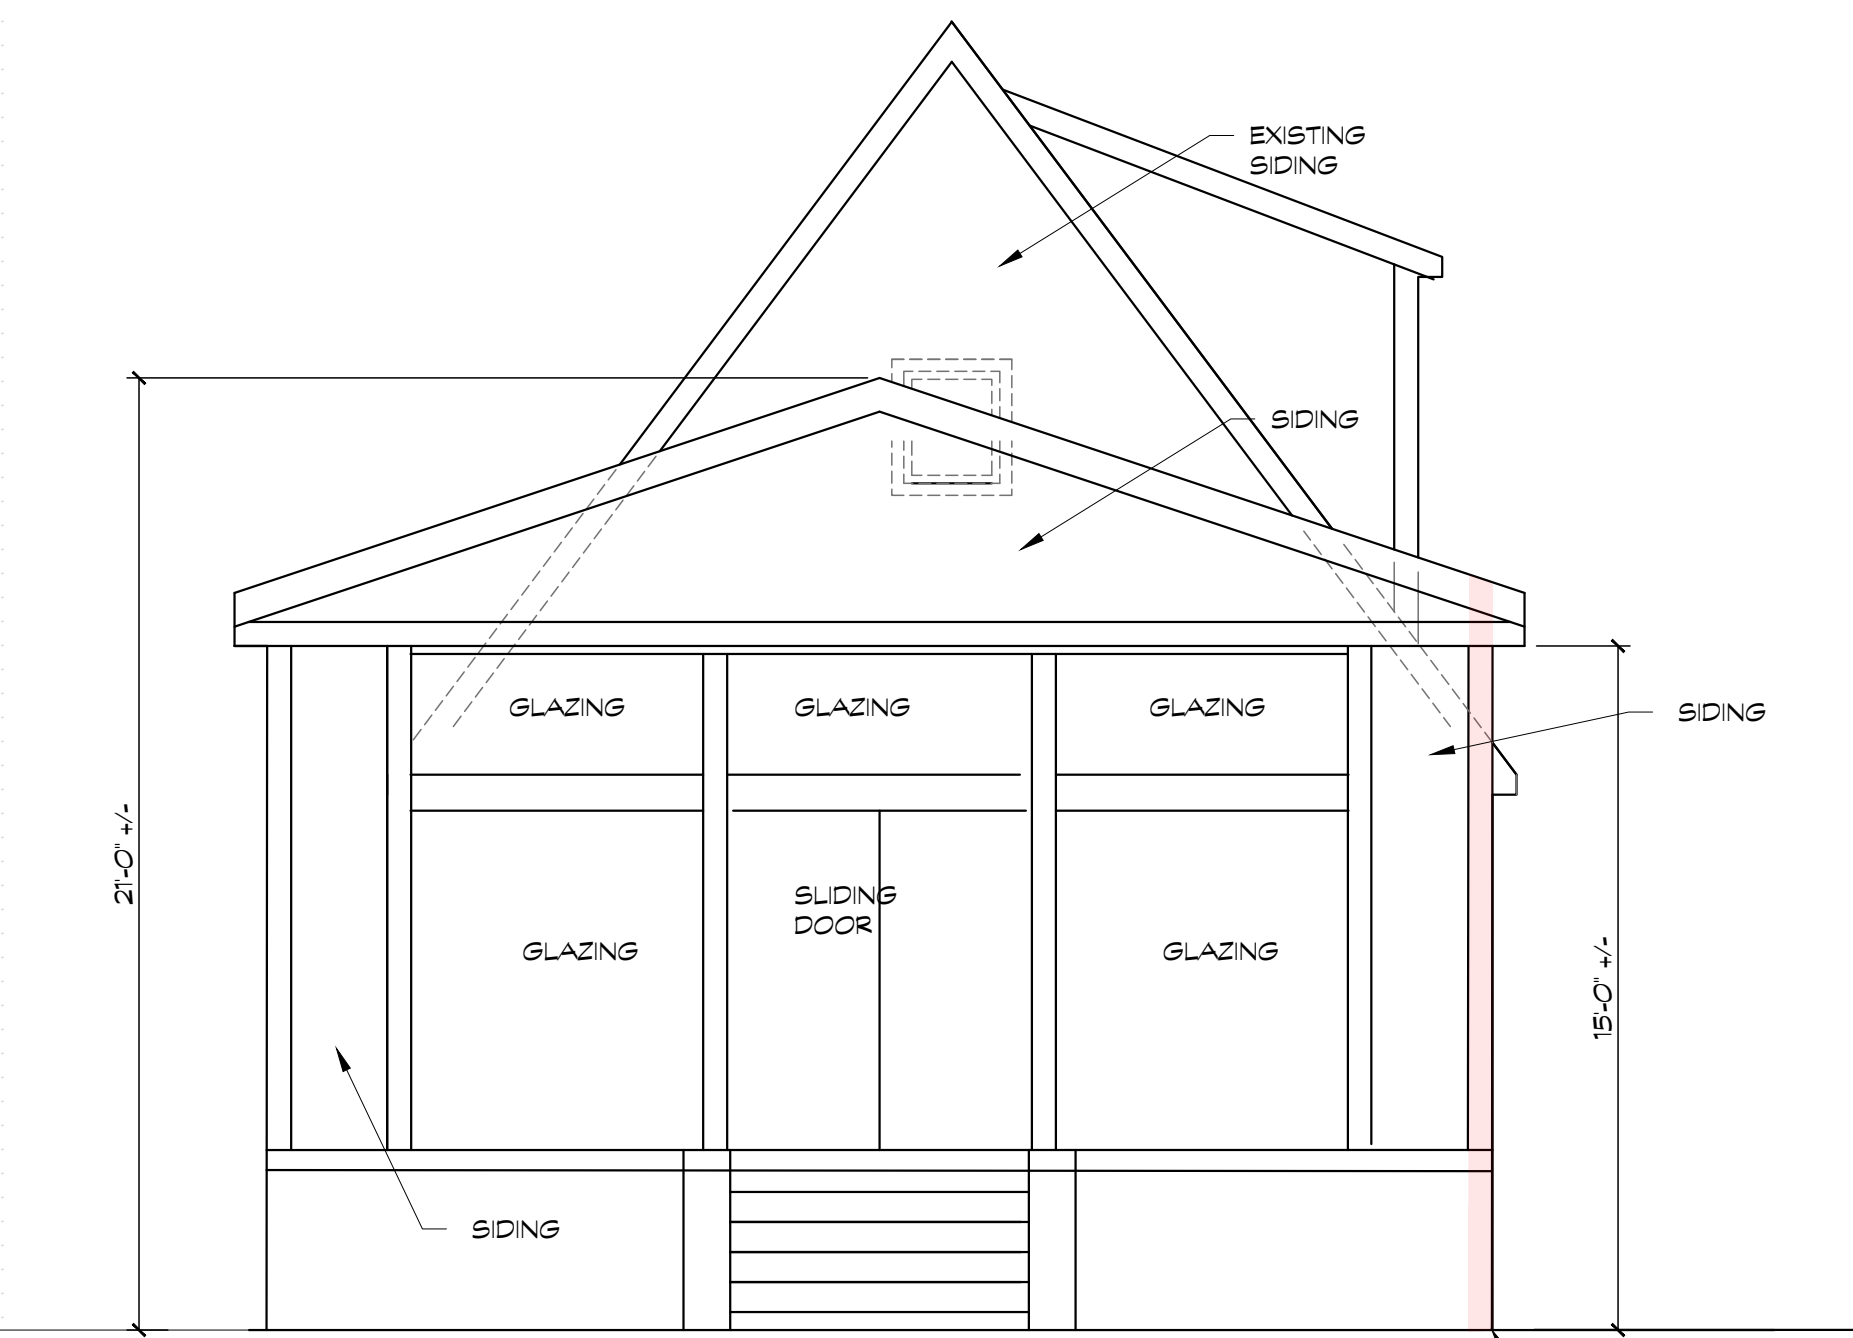 EXISTING
SIDING
SIDING
GLAZING
GLAZING
GLAZING
SIDING
21'-0" +/-
SLIDING
DOOR
GLAZING
GLAZING
15'-0" +/-
SIDING